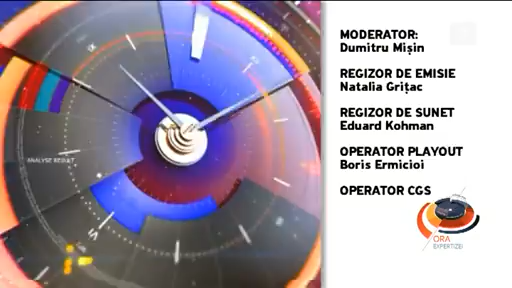 MODERATOR:
Dumitru Mișin
REGIZOR DE EMISIE
Natalia Grițac
REGIZOR DE SUNET
Eduard Kohman
OPERATOR PLAYOUT
Boris Ermicioi
OPERATOR CGS
ORA
EXPERTIZEI
ANALYSE RESULT